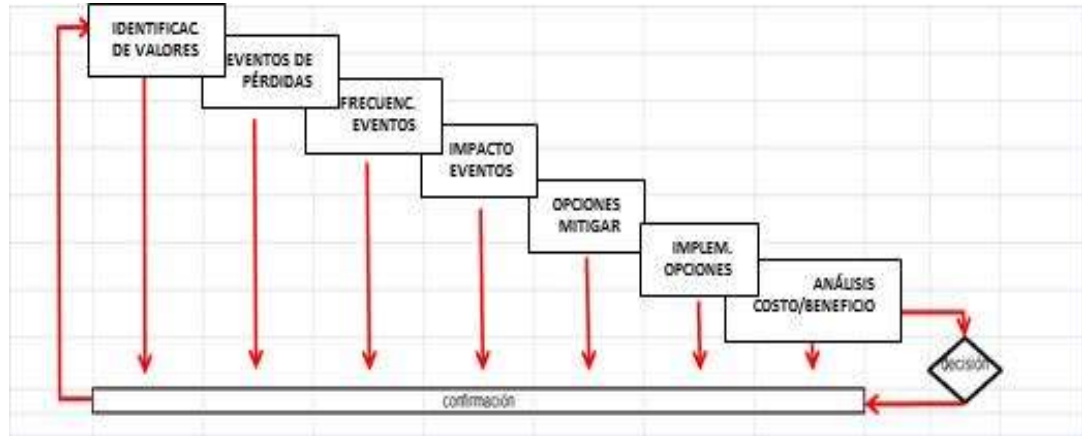 IDENTIFICAC
DE VALORES
EVENTOS DE
PÉRDIDAS
FRECUENC.
EVENTOS
IMPACTO
EVENTOS
OPCIONES
MITIGAR
IMPLEM.
OPCIONES
ANÁLISIS
COSTO/BENEFICIO
decisión
confirmación